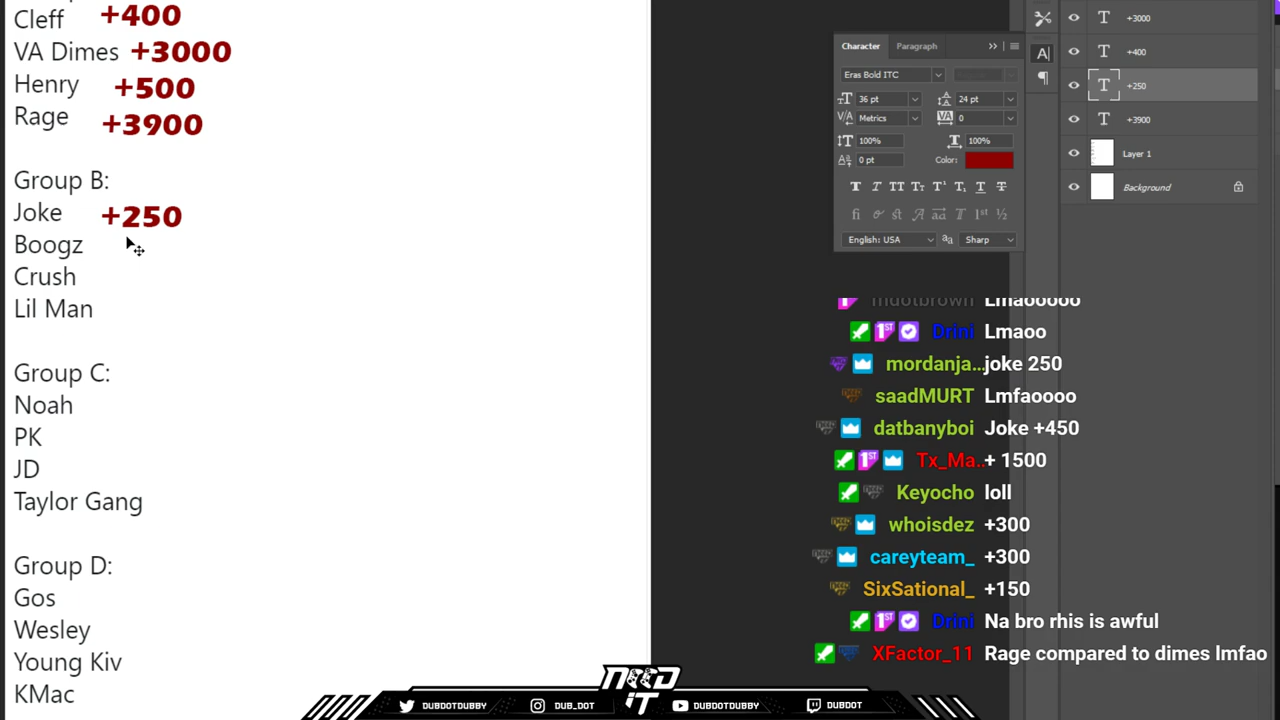 Cleff +400
VA Dimes +3000
Henry +500
Rage +3900
Group B:
Joke +250
Boogz
Crush
Lil Man
Group C:
Noah
PK
JD
Taylor Gang
Group D:
Gos
Wesley
Young Kiv
KMac
Character Paragraph
Eras Bold ITC
36 pt 24 pt
Metrics 0
100% 100%
0 pt Color:
English: USA Sharp
+3000
+400
+250
+3900
Layer 1
Background
mdotbrown Lmaooooo
Drini Lmaoo
mordanja... joke 250
saadMURT Lmfaoooo
datbanyboi Joke +450
Tx_Ma.. + 1500
Keyocho loll
whoisdez +300
careyteam_ +300
SixSational_ +150
Drini Na bro rhis is awful
XFactor_11 Rage compared to dimes lmfao
NEED IT
DUBDOTDUBBY DUB_DOT DUBDOTDUBBY DUBDOT